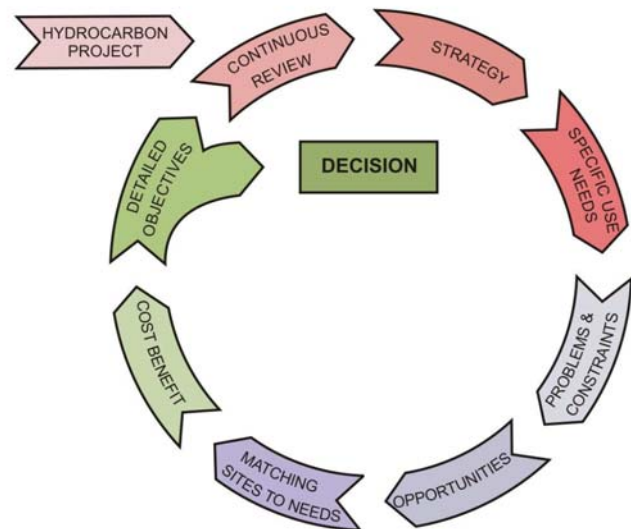 HYDROCARBON
PROJECT
CONTINUOUS
REVIEW
STRATEGY
SPECIFIC USE
NEEDS
PROBLEMS &
CONSTRAINTS
OPPORTUNITIES
MATCHING
SITES TO NEEDS
COST BENEFIT
DETAILED
OBJECTIVES
DECISION